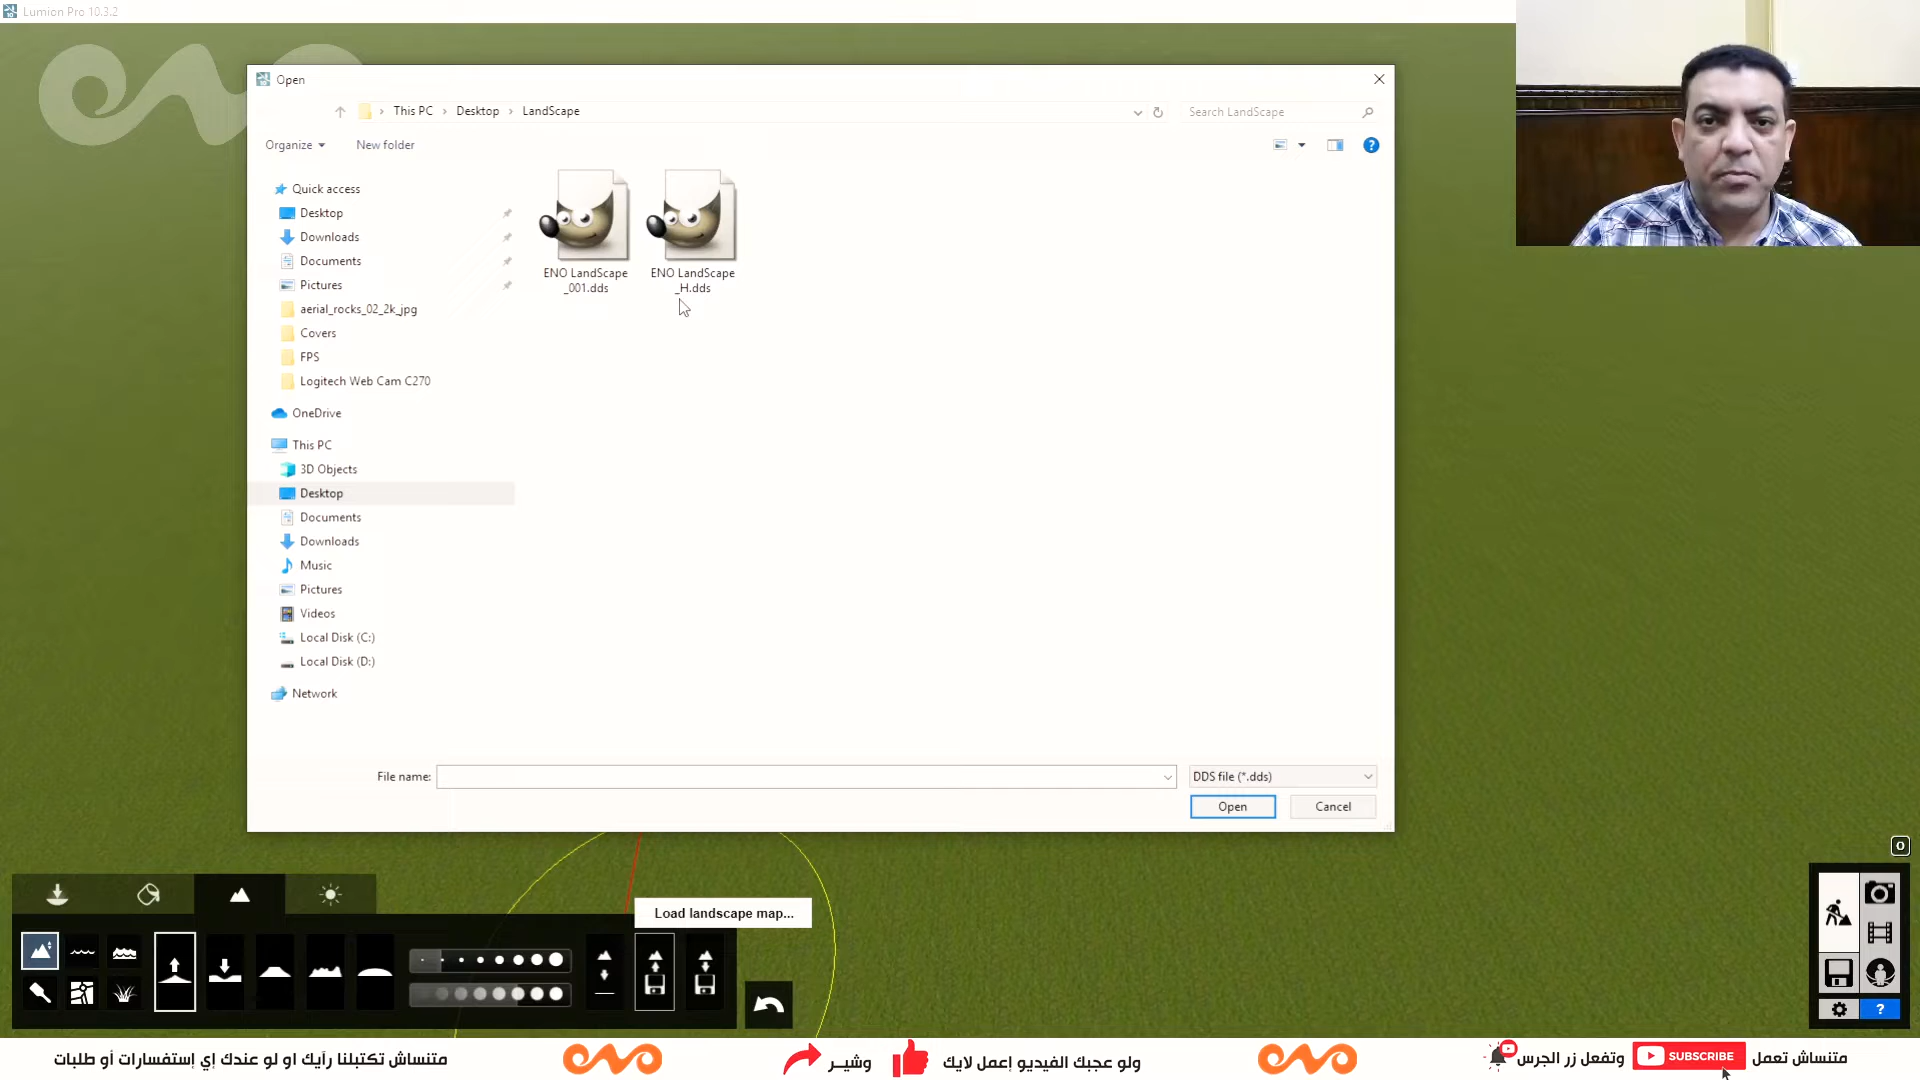 Lumion Pro 10.3.2
Open
This PC
Desktop
LandScape
Search LandScape
Organize
New folder
Quick access
Desktop
Downloads
Documents
Pictures
aerial_rocks_02_2k_jpg
Covers
FPS
Logitech Web Cam C270
OneDrive
This PC
3D Objects
Desktop
Documents
Downloads
Music
Pictures
Videos
Local Disk (C:)
Local Disk (D:)
Network
ENO LandScape
_001.dds
ENO LandScape
_H.dds
File name:
DDS file (*.dds)
Open
Cancel
Load landscape map...
O
?
متنساش تعمل SUBSCRIBE وتفعل زر الجرس
ولو عجبك الفيديو إعمل لايك وشيــر
متنساش تكتبلنا رآيك او لو عندك إي إستفسارات أو طلبات